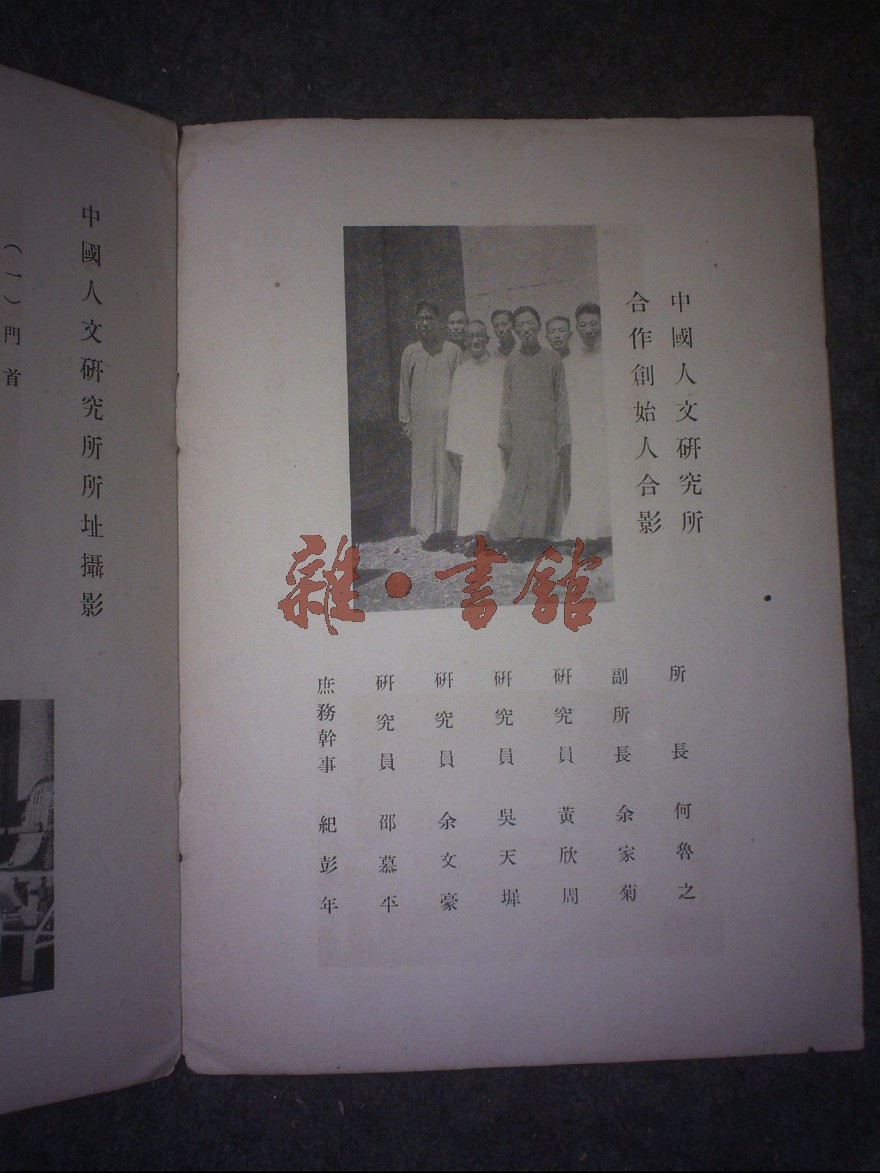 中國人文研究所
合作創始人合影
所長 何魯之
副所長 余家菊
研究員 黃欣周
研究員 吳天墀
研究員 余文豪
研究員 邵慕平
庶務幹事 紀彭年
中國人文研究所所址攝影
（一）門首
雜·書館